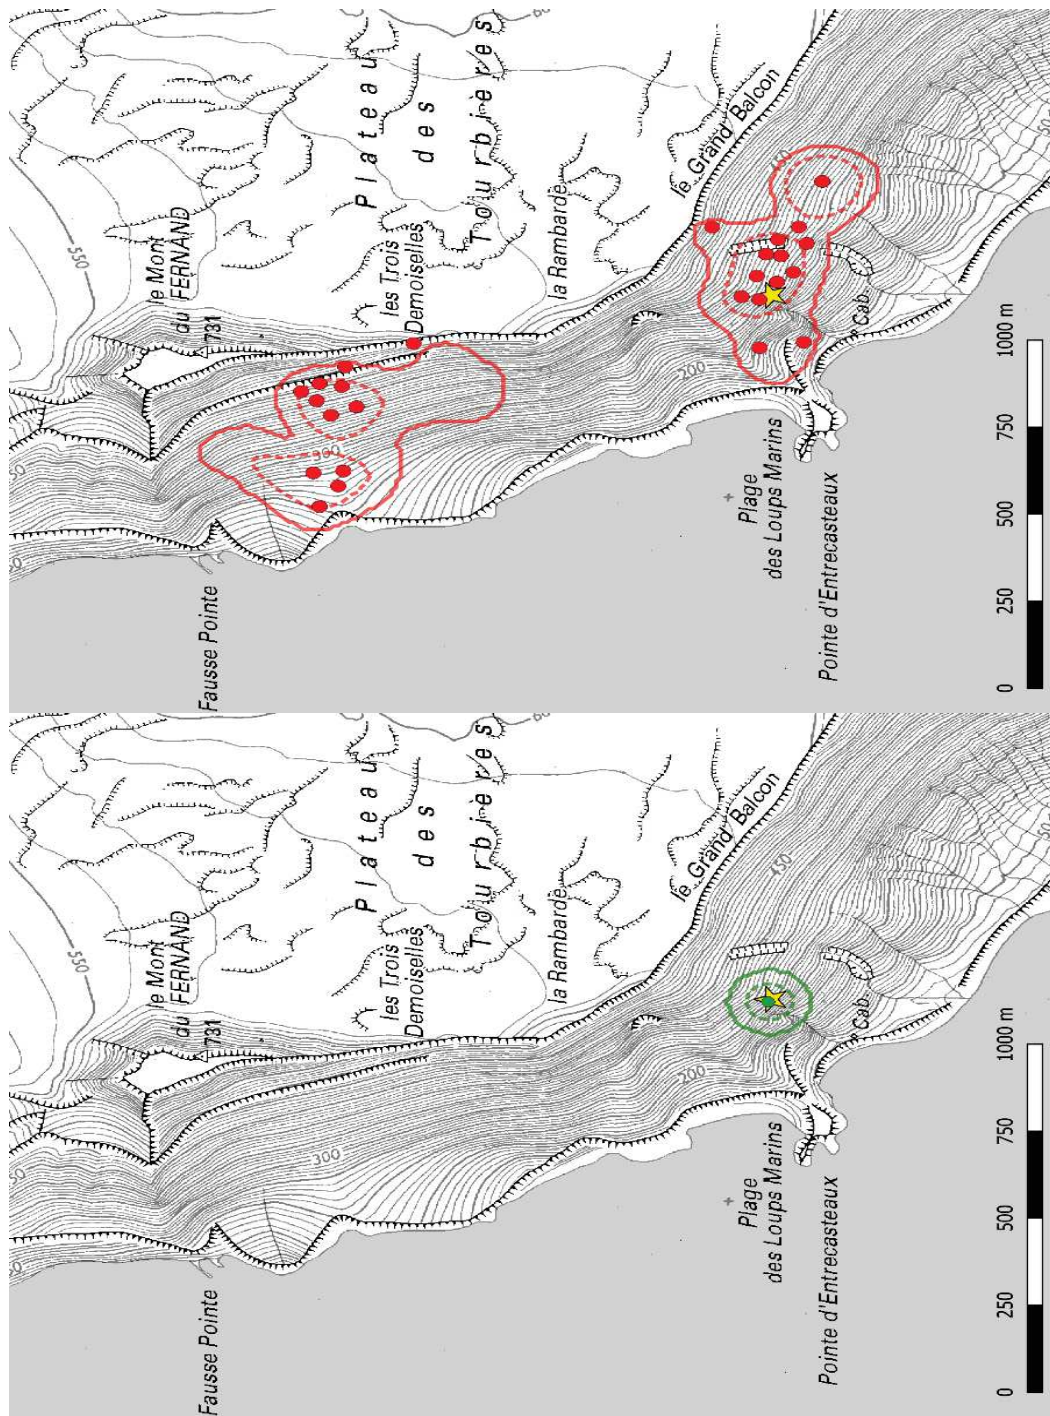 550
le Mont
du FERNAND
731
Plateau
des
Tourbières
les Trois
Demoiselles
la Rambarde
le Grand Balcon
300
200
50
Cab.
Fausse Pointe
Plage
des Loups Marins
Pointe d'Entrecasteaux
0 250 500 750 1000 m
550
le Mont
du FERNAND
731
Plateau
des
Tourbières
les Trois
Demoiselles
la Rambarde
le Grand Balcon
450
300
200
50
Cab.
Fausse Pointe
Plage
des Loups Marins
Pointe d'Entrecasteaux
0 250 500 750 1000 m